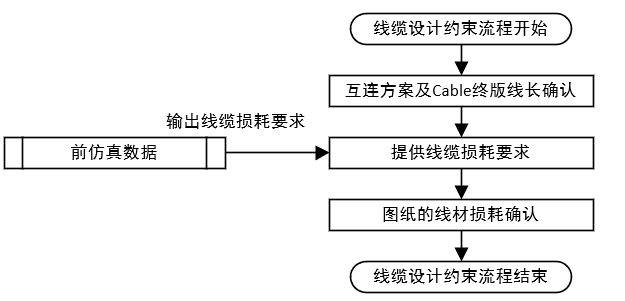 线缆设计约束流程开始
互连方案及Cable终版线长确认
输出线缆损耗要求
前仿真数据
提供线缆损耗要求
图纸的线材损耗确认
线缆设计约束流程结束